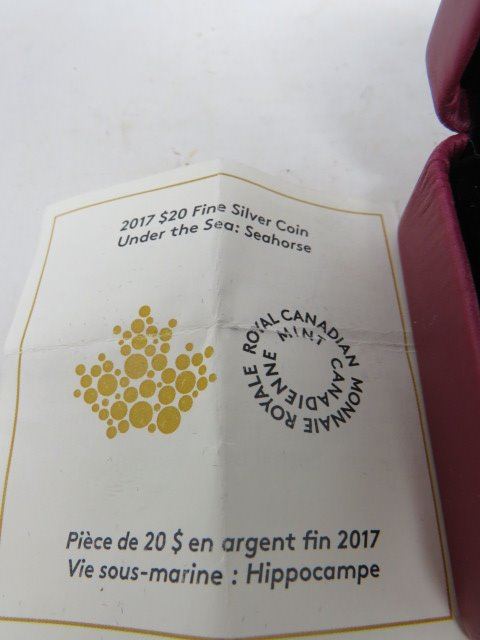 2017 $20 Fine Silver Coin
Under the Sea: Seahorse
ROYAL CANADIAN MINT
MONNAIE ROYALE CANADIENNE
Pièce de 20 $ en argent fin 2017
Vie sous-marine : Hippocampe